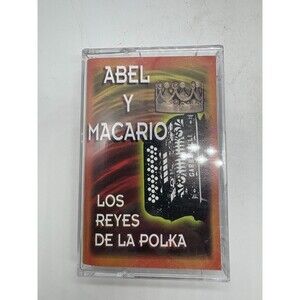 ABEL
Y
MACARIO
LOS
REYES
DE LA POLKA